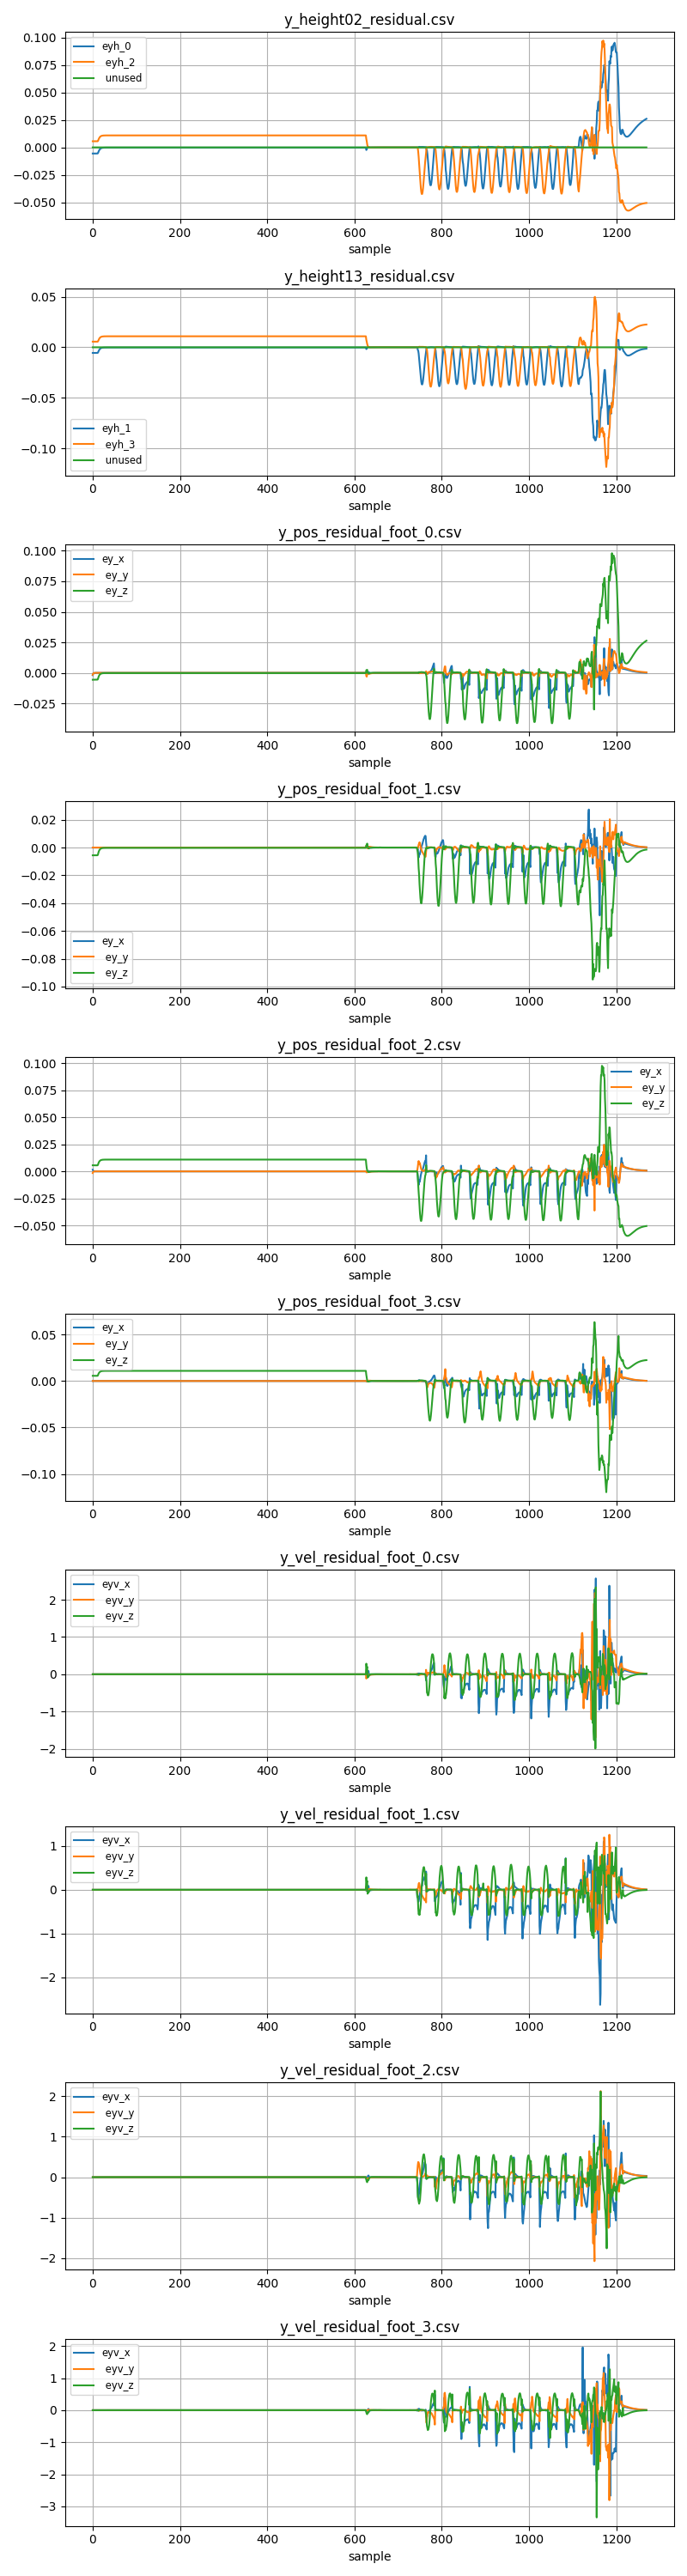 y_height02_residual.csv
0.100
0.075
0.050
0.025
0.000
−0.025
−0.050
eyh_0
eyh_2
unused
0 200 400 600 800 1000 1200
sample
y_height13_residual.csv
0.05
0.00
−0.05
−0.10
eyh_1
eyh_3
unused
0 200 400 600 800 1000 1200
sample
y_pos_residual_foot_0.csv
0.100
0.075
0.050
0.025
0.000
−0.025
ey_x
ey_y
ey_z
0 200 400 600 800 1000 1200
sample
y_pos_residual_foot_1.csv
0.02
0.00
−0.02
−0.04
−0.06
−0.08
−0.10
ey_x
ey_y
ey_z
0 200 400 600 800 1000 1200
sample
y_pos_residual_foot_2.csv
0.100
0.075
0.050
0.025
0.000
−0.025
−0.050
ey_x
ey_y
ey_z
0 200 400 600 800 1000 1200
sample
y_pos_residual_foot_3.csv
0.05
0.00
−0.05
−0.10
ey_x
ey_y
ey_z
0 200 400 600 800 1000 1200
sample
y_vel_residual_foot_0.csv
2
1
0
−1
−2
eyv_x
eyv_y
eyv_z
0 200 400 600 800 1000 1200
sample
y_vel_residual_foot_1.csv
1
0
−1
−2
eyv_x
eyv_y
eyv_z
0 200 400 600 800 1000 1200
sample
y_vel_residual_foot_2.csv
2
1
0
−1
−2
eyv_x
eyv_y
eyv_z
0 200 400 600 800 1000 1200
sample
y_vel_residual_foot_3.csv
2
1
0
−1
−2
−3
eyv_x
eyv_y
eyv_z
0 200 400 600 800 1000 1200
sample